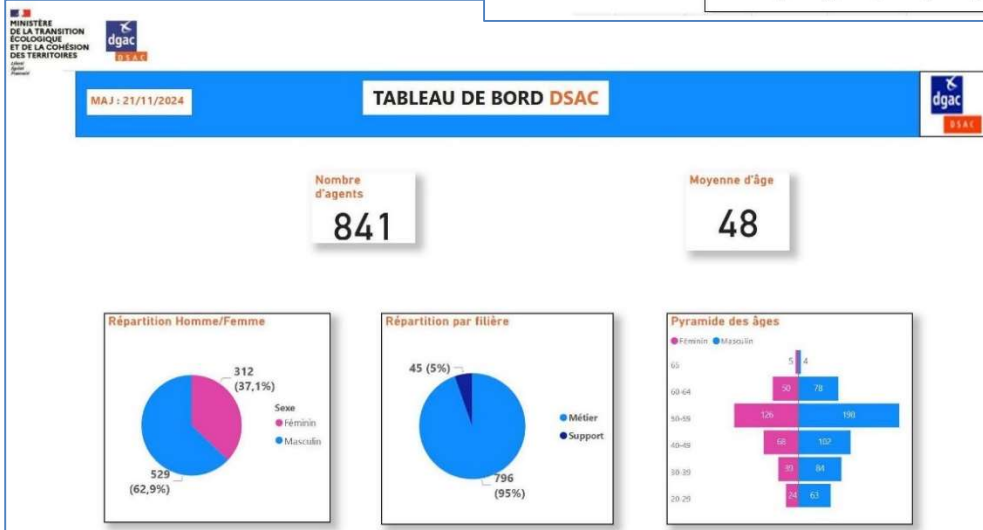 MINISTÈRE
DE LA TRANSITION
ÉCOLOGIQUE
ET DE LA COHÉSION
DES TERRITOIRES
Liberté
Égalité
Fraternité
dgac
DSAC
MAJ : 21/11/2024
TABLEAU DE BORD DSAC
dgac
DSAC
Nombre
d'agents
841
Moyenne d'âge
48
Répartition Homme/Femme
312
(37,1%)
Sexe
Féminin
Masculin
529
(62,9%)
Répartition par filière
45 (5%)
Métier
Support
796
(95%)
Pyramide des âges
Féminin Masculin
65 5 4
60-64 50 78
50-59 126 198
40-49 68 102
30-39 39 84
20-29 24 63